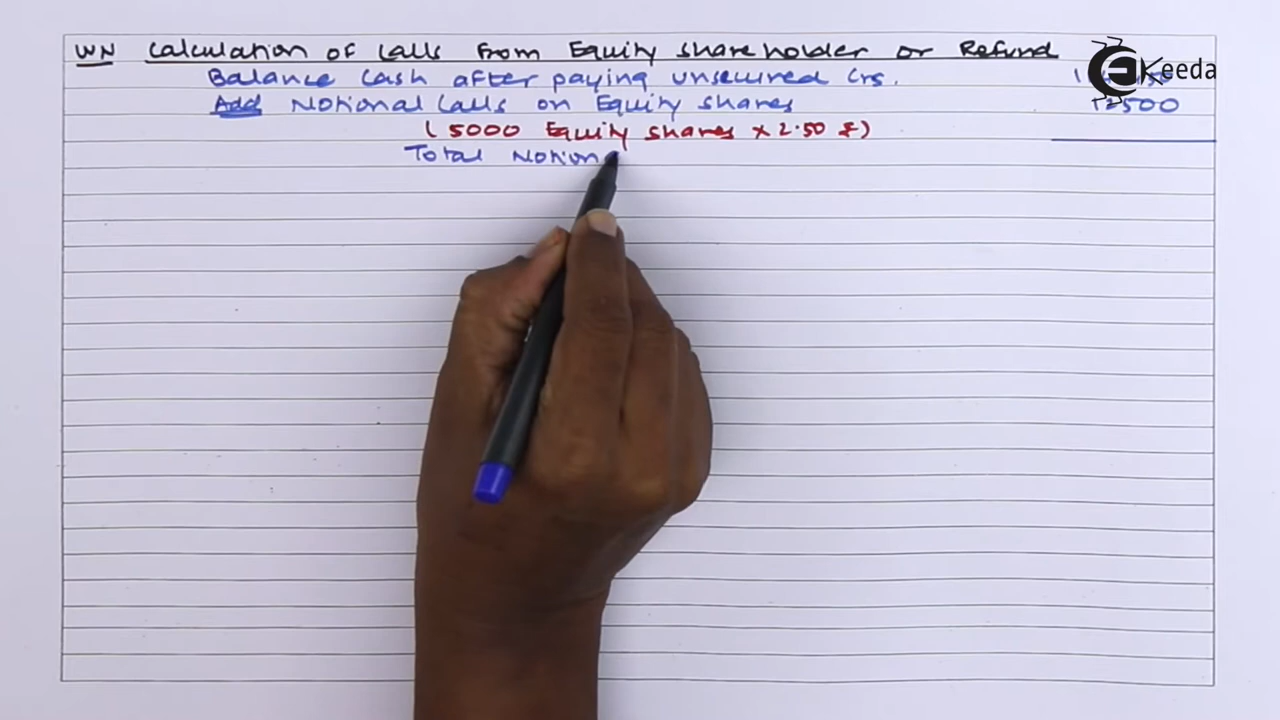 WN Calculation of Calls from Equity shareholder or Refund
Balance Cash after paying unsecured Crs.
Add Notional Calls on Equity shares 12500
(5000 Equity shares x 2.50 ₹)
Total Notion
Ekeeda